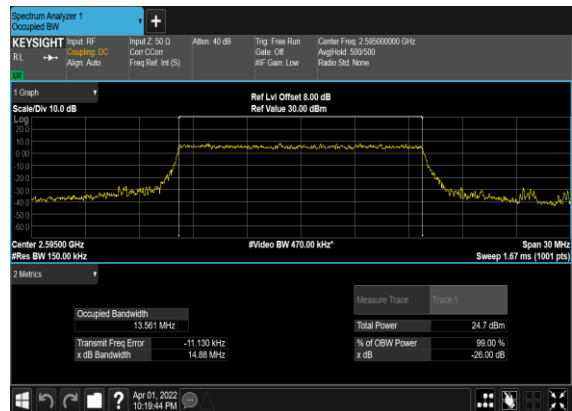 Spectrum Analyzer 1
Occupied BW
+
KEYSIGHT Input: RF Input Z: 50 Ω Atten: 40 dB Trig: Free Run Center Freq: 2.595000000 GHz
RL Coupling: DC Corr CCorr Gate: Off Avg|Hold: 500/500
Align: Auto Freq Ref: Int (S) #IF Gain: Low Radio Std: None
1 Graph
Ref Lvl Offset 8.00 dB
Scale/Div 10.0 dB Ref Value 30.00 dBm
Log
20.0
10.0
0.00
-10.0
-20.0
-30.0
-40.0
-50.0
-60.0
Center 2.59500 GHz #Video BW 470.00 kHz* Span 30 MHz
#Res BW 150.00 kHz Sweep 1.67 ms (1001 pts)
2 Metrics
Measure Trace Trace 1
Occupied Bandwidth
13.561 MHz Total Power 24.7 dBm
Transmit Freq Error -11.130 kHz % of OBW Power 99.00 %
x dB Bandwidth 14.88 MHz x dB -26.00 dB
?
Apr 01, 2022
10:19:44 PM